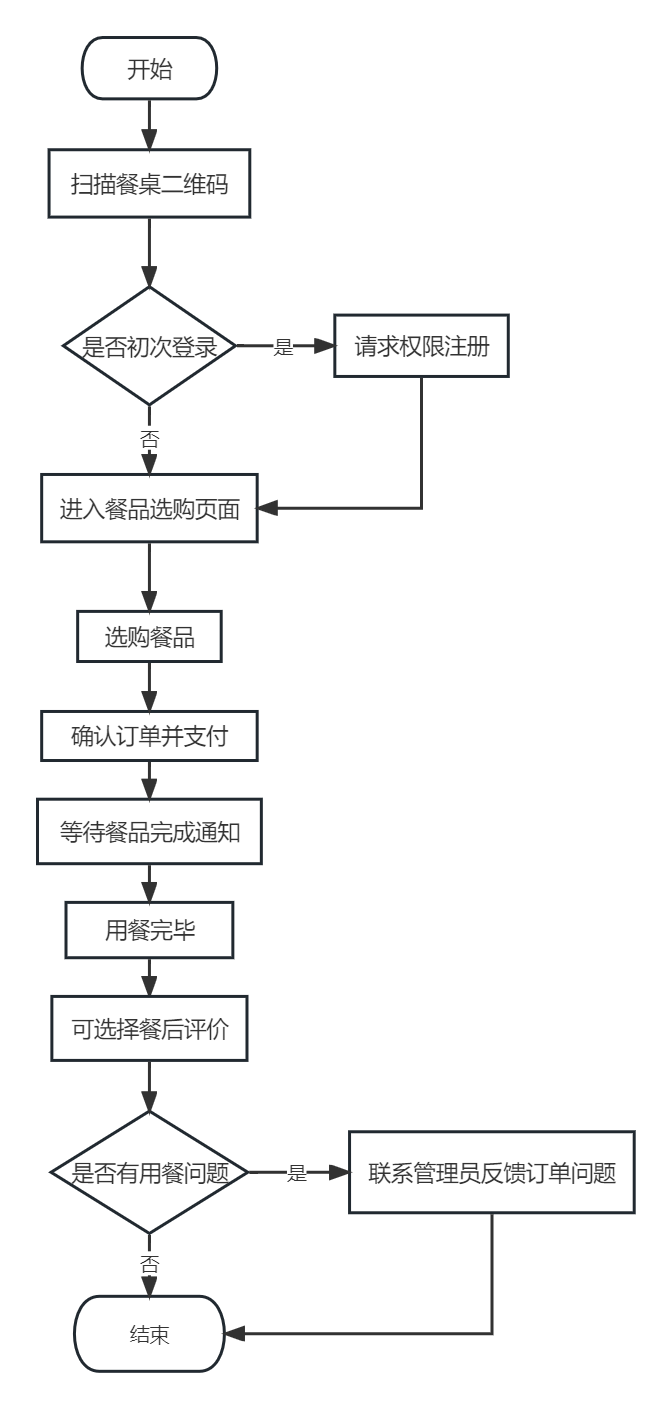 开始
扫描餐桌二维码
是否初次登录
是
请求权限注册
否
进入餐品选购页面
选购餐品
确认订单并支付
等待餐品完成通知
用餐完毕
可选择餐后评价
是否有用餐问题
是
联系管理员反馈订单问题
否
结束